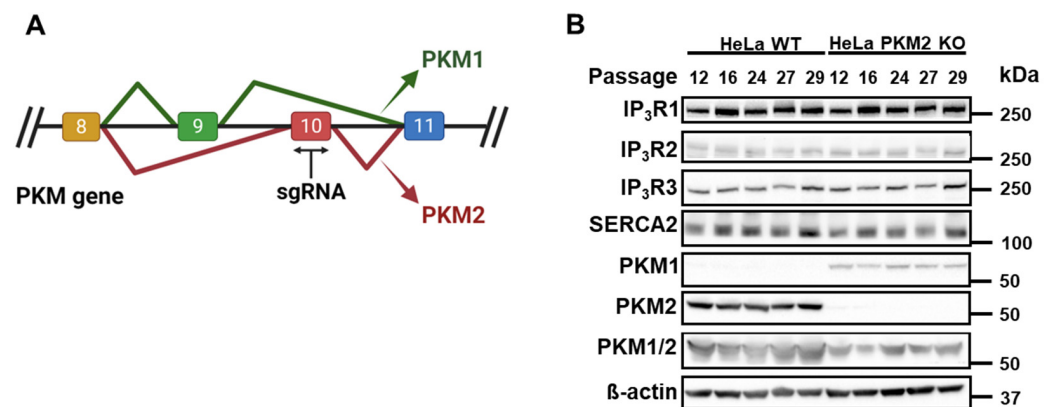 A
PKM1
8
9
10
11
PKM gene
sgRNA
PKM2
B
HeLa WT HeLa PKM2 KO
Passage 12 16 24 27 29 12 16 24 27 29 kDa
IP₃R1 250
IP₃R2 250
IP₃R3 250
SERCA2 100
PKM1 50
PKM2 50
PKM1/2 50
ß-actin 37